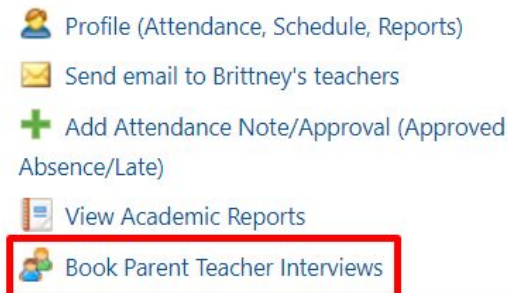 Profile (Attendance, Schedule, Reports)
Send email to Brittney's teachers
Add Attendance Note/Approval (Approved
Absence/Late)
View Academic Reports
Book Parent Teacher Interviews